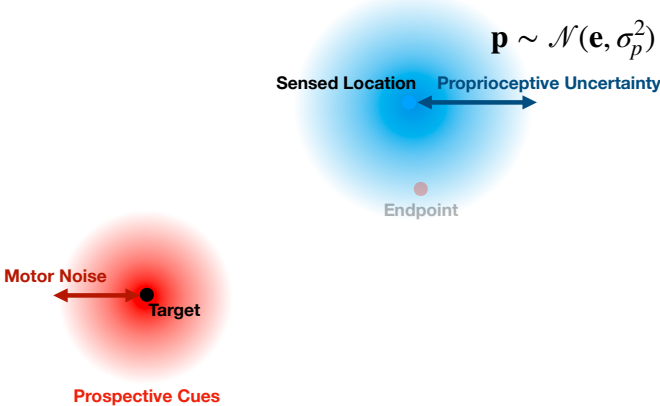 p ∼ 𝒩(e, σ_p^2)
Sensed Location Proprioceptive Uncertainty
Endpoint
Motor Noise
Target
Prospective Cues